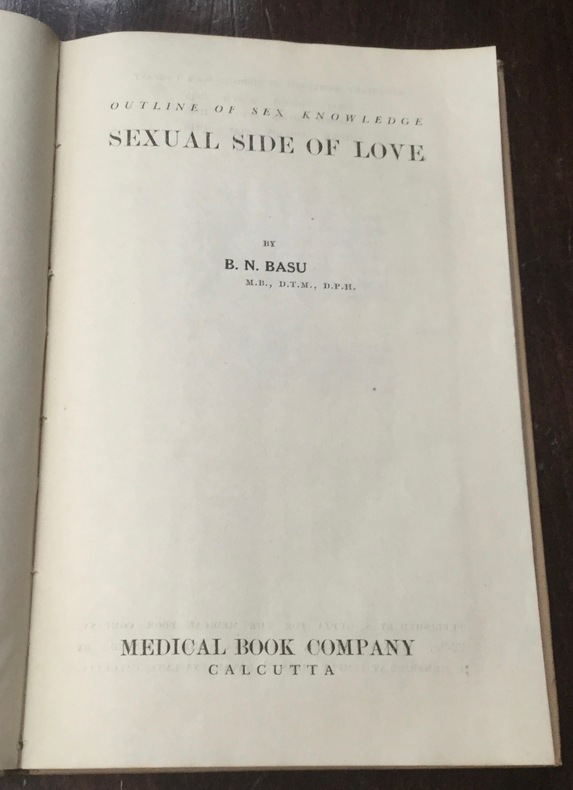 OUTLINE OF SEX KNOWLEDGE
SEXUAL SIDE OF LOVE
BY
B. N. BASU
M.B., D.T.M., D.P.H.
MEDICAL BOOK COMPANY
CALCUTTA